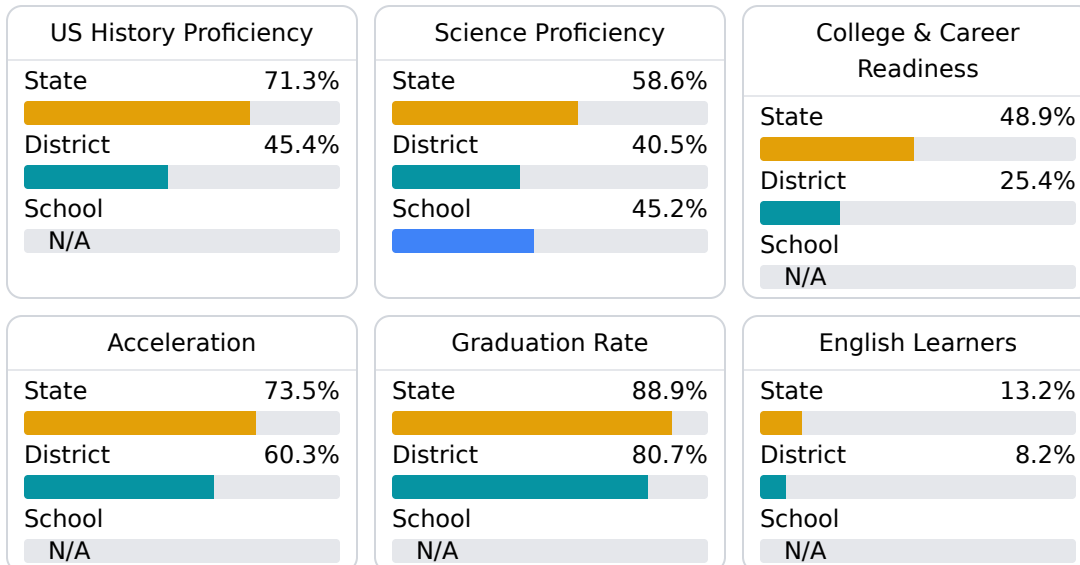 US History Proficiency
State 71.3%
District 45.4%
School
N/A
Science Proficiency
State 58.6%
District 40.5%
School 45.2%
College & Career
Readiness
State 48.9%
District 25.4%
School
N/A
Acceleration
State 73.5%
District 60.3%
School
N/A
Graduation Rate
State 88.9%
District 80.7%
School
N/A
English Learners
State 13.2%
District 8.2%
School
N/A